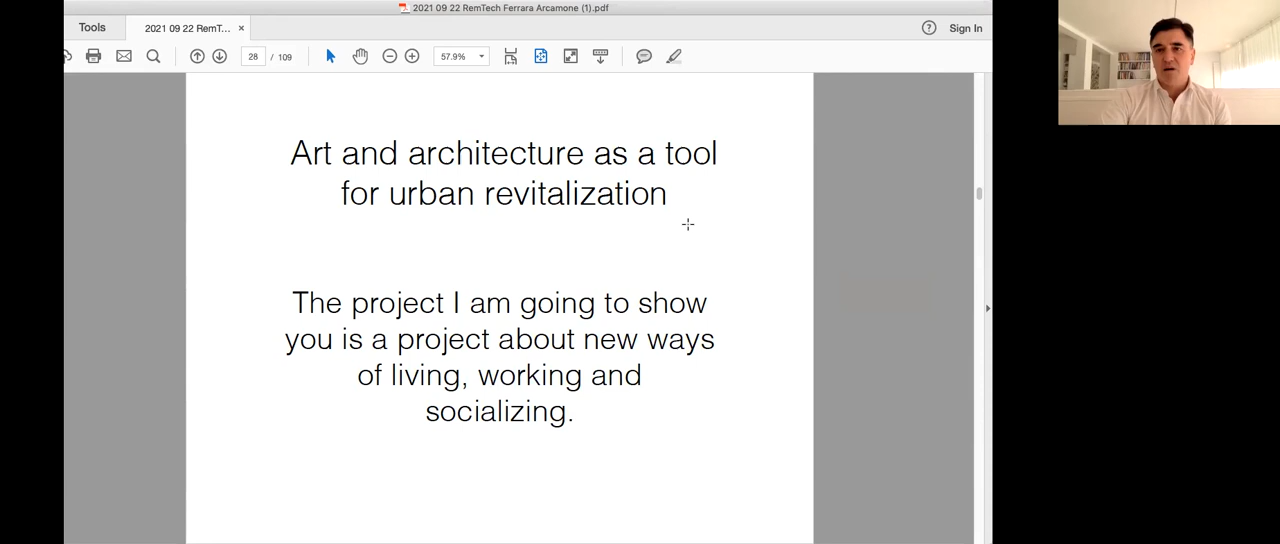 2021 09 22 RemTech Ferrara Arcamone (1).pdf
Tools
2021 09 22 RemT... ×
? Sign In
28 / 109
57.9%
Art and architecture as a tool
for urban revitalization
The project I am going to show
you is a project about new ways
of living, working and
socializing.